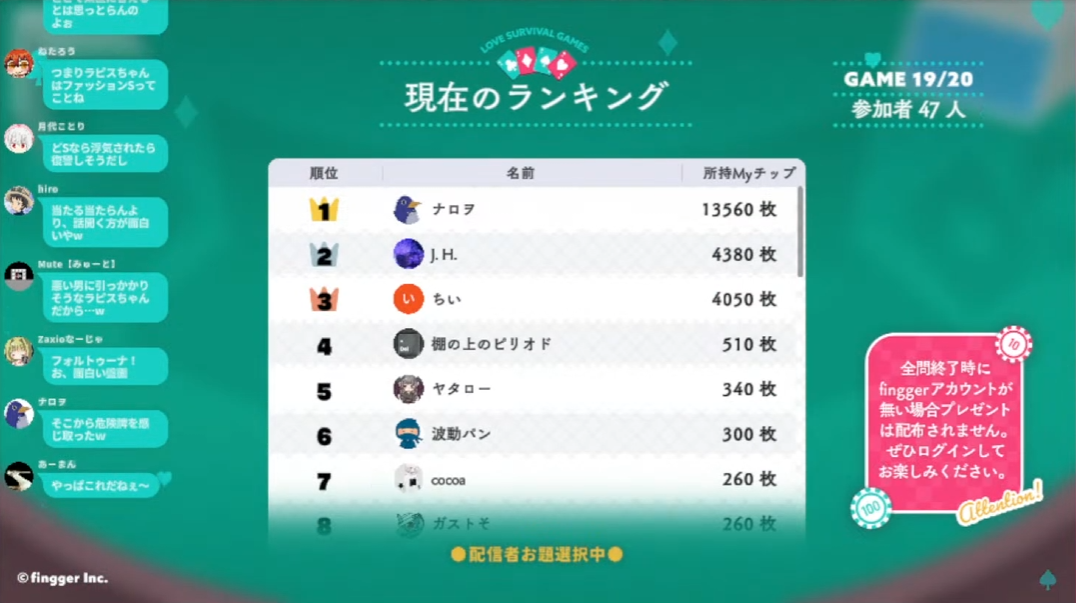 とは思っとらんの
よぉ
ねたろう
つまりラピスちゃん
はファッションSって
ことね
月代ことり
どSなら浮気されたら
復讐しそうだし
hiro
当たる当たらんよ
り、話聞く方が面白
いやw
Mute【みゅーと】
悪い男に引っかかり
そうなラピスちゃん
だから…w
Zaxioなーじゃ
フォルトゥーナ！
お、面白い企画
ナロヲ
そこから危険牌を感
じ取ったw
あーまん
やっぱこれだねぇ〜
LOVE SURVIVAL GAMES
現在のランキング
GAME 19/20
参加者 47 人
順位 名前 所持Myチップ
1 ナロヲ 13560 枚
2 J. H. 4380 枚
3 い ちい 4050 枚
4 棚の上のピリオド 510 枚
5 ヤタロー 340 枚
6 波動パン 300 枚
7 cocoa 260 枚
8 ガストそ 260 枚
配信者お題選択中
10
全問終了時に
finggerアカウントが
無い場合プレゼント
は配布されません。
ぜひログインして
お楽しみください。
100
Attention!
©fingger Inc.